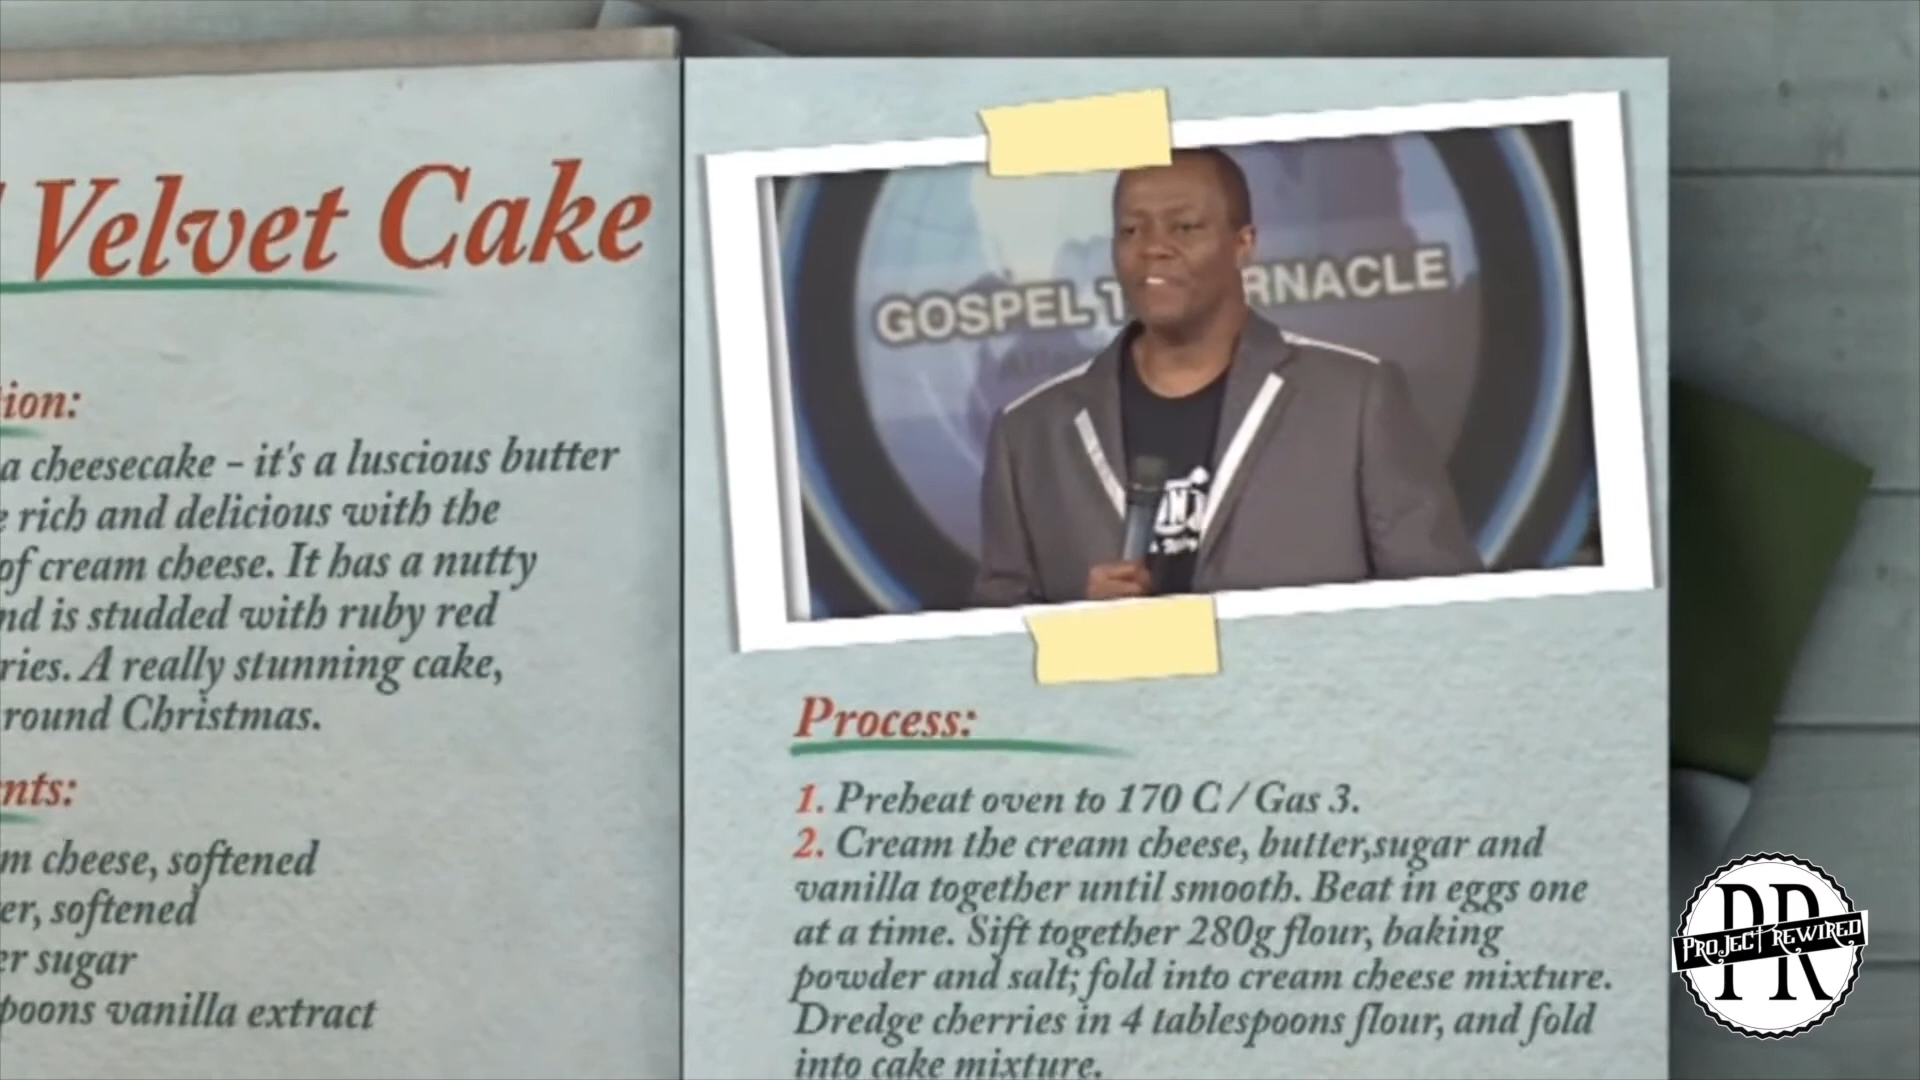 Velvet Cake
ion:
a cheesecake - it's a luscious butter
rich and delicious with the
of cream cheese. It has a nutty
nd is studded with ruby red
ries. A really stunning cake,
round Christmas.
nts:
m cheese, softened
er, softened
er sugar
poons vanilla extract
GOSPEL T RNACLE
Process:
1. Preheat oven to 170 C / Gas 3.
2. Cream the cream cheese, butter,sugar and
vanilla together until smooth. Beat in eggs one
at a time. Sift together 280g flour, baking
powder and salt; fold into cream cheese mixture.
Dredge cherries in 4 tablespoons flour, and fold
into cake mixture.
PR
PROJECT REWIRED